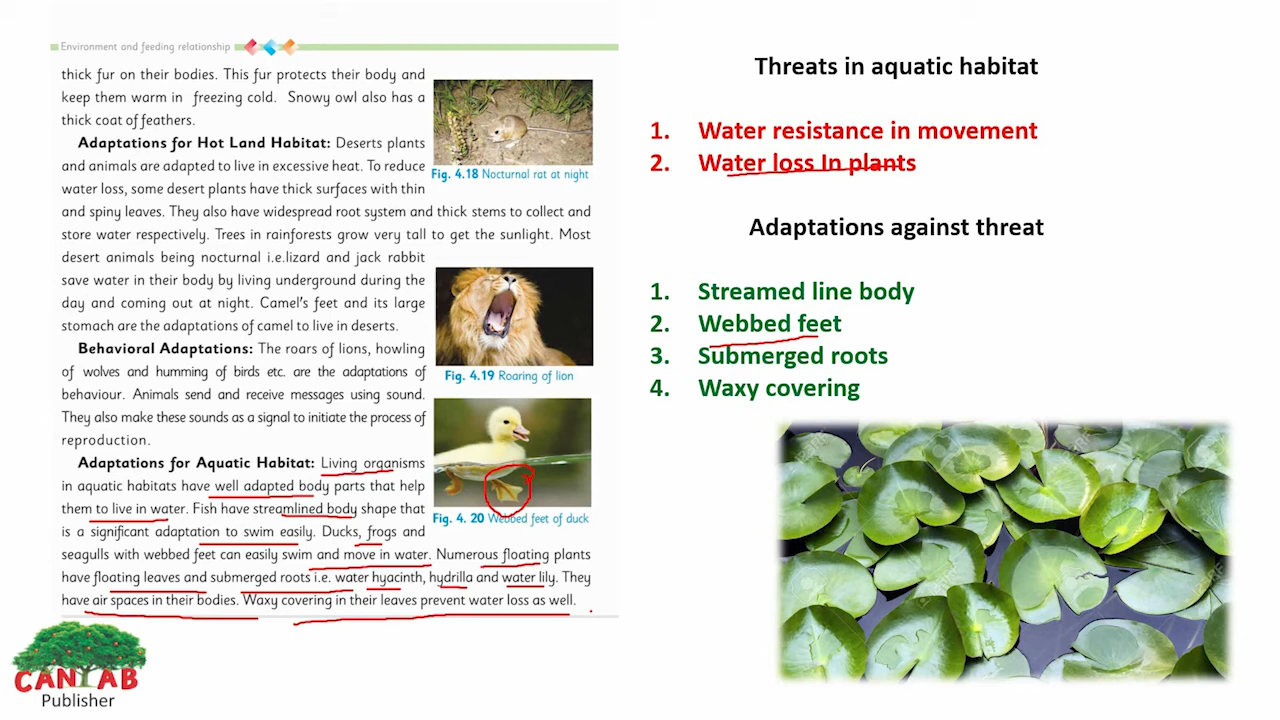 Environment and feeding relationship
thick fur on their bodies. This fur protects their body and
keep them warm in freezing cold. Snowy owl also has a
thick coat of feathers.
Adaptations for Hot Land Habitat: Deserts plants
and animals are adapted to live in excessive heat. To reduce
water loss, some desert plants have thick surfaces with thin
and spiny leaves. They also have widespread root system and thick stems to collect and
store water respectively. Trees in rainforests grow very tall to get the sunlight. Most
desert animals being nocturnal i.e.lizard and jack rabbit
save water in their body by living underground during the
day and coming out at night. Camel's feet and its large
stomach are the adaptations of camel to live in deserts.
Behavioral Adaptations: The roars of lions, howling
of wolves and humming of birds etc. are the adaptations of
behaviour. Animals send and receive messages using sound.
They also make these sounds as a signal to initiate the process of
reproduction.
Adaptations for Aquatic Habitat: Living organisms
in aquatic habitats have well adapted body parts that help
them to live in water. Fish have streamlined body shape that
is a significant adaptation to swim easily. Ducks, frogs and
seagulls with webbed feet can easily swim and move in water. Numerous floating plants
have floating leaves and submerged roots i.e. water hyacinth, hydrilla and water lily. They
have air spaces in their bodies. Waxy covering in their leaves prevent water loss as well.
Fig. 4.18 Nocturnal rat at night
Fig. 4.19 Roaring of lion
Fig. 4. 20 Webbed feet of duck
CANTAB
Publisher
Threats in aquatic habitat
1. Water resistance in movement
2. Water loss In plants
Adaptations against threat
1. Streamed line body
2. Webbed feet
3. Submerged roots
4. Waxy covering